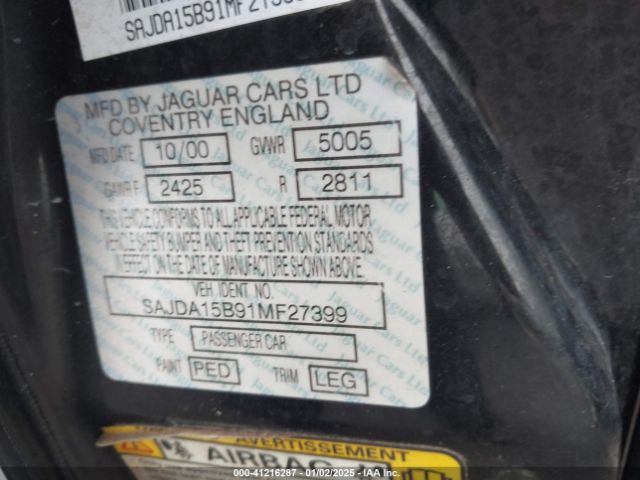 SAJDA15B91MF
MFD BY JAGUAR CARS LTD
COVENTRY ENGLAND
MFD DATE 10/00 GVWR 5005
GAWR F 2425 R 2811
THIS VEHICLE CONFORMS TO ALL APPLICABLE FEDERAL MOTOR
VEHICLE SAFETY BUMPER AND THEFT PREVENTION STANDARDS
IN EFFECT ON THE DATE OF MANUFACTURE SHOWN ABOVE.
VEH. IDENT NO.
SAJDA15B91MF27399
TYPE PASSENGER CAR
PAINT PED TRIM LEG
AVERTISSEMENT
AIRBAG
000-41216287 - 01/02/2025 - IAA Inc.